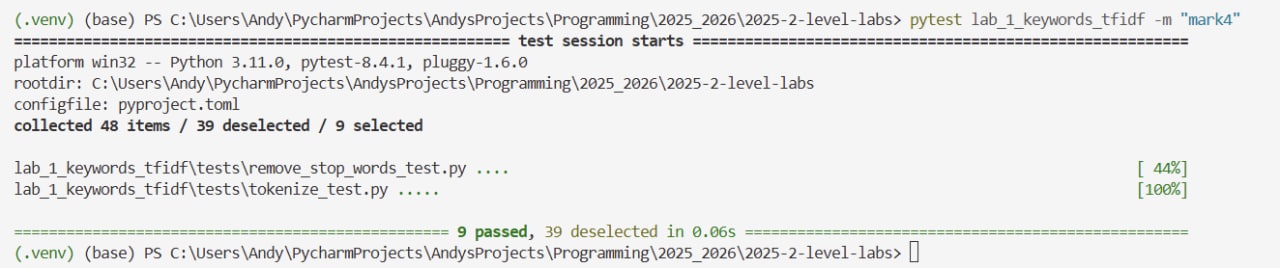 (.venv) (base) PS C:\Users\Andy\PycharmProjects\AndysProjects\Programming\2025_2026\2025-2-level-labs> pytest lab_1_keywords_tfidf -m "mark4"
================================================== test session starts ==================================================
platform win32 -- Python 3.11.0, pytest-8.4.1, pluggy-1.6.0
rootdir: C:\Users\Andy\PycharmProjects\AndysProjects\Programming\2025_2026\2025-2-level-labs
configfile: pyproject.toml
collected 48 items / 39 deselected / 9 selected
lab_1_keywords_tfidf\tests\remove_stop_words_test.py .... [ 44%]
lab_1_keywords_tfidf\tests\tokenize_test.py ..... [100%]
============================================ 9 passed, 39 deselected in 0.06s =============================================
(.venv) (base) PS C:\Users\Andy\PycharmProjects\AndysProjects\Programming\2025_2026\2025-2-level-labs>